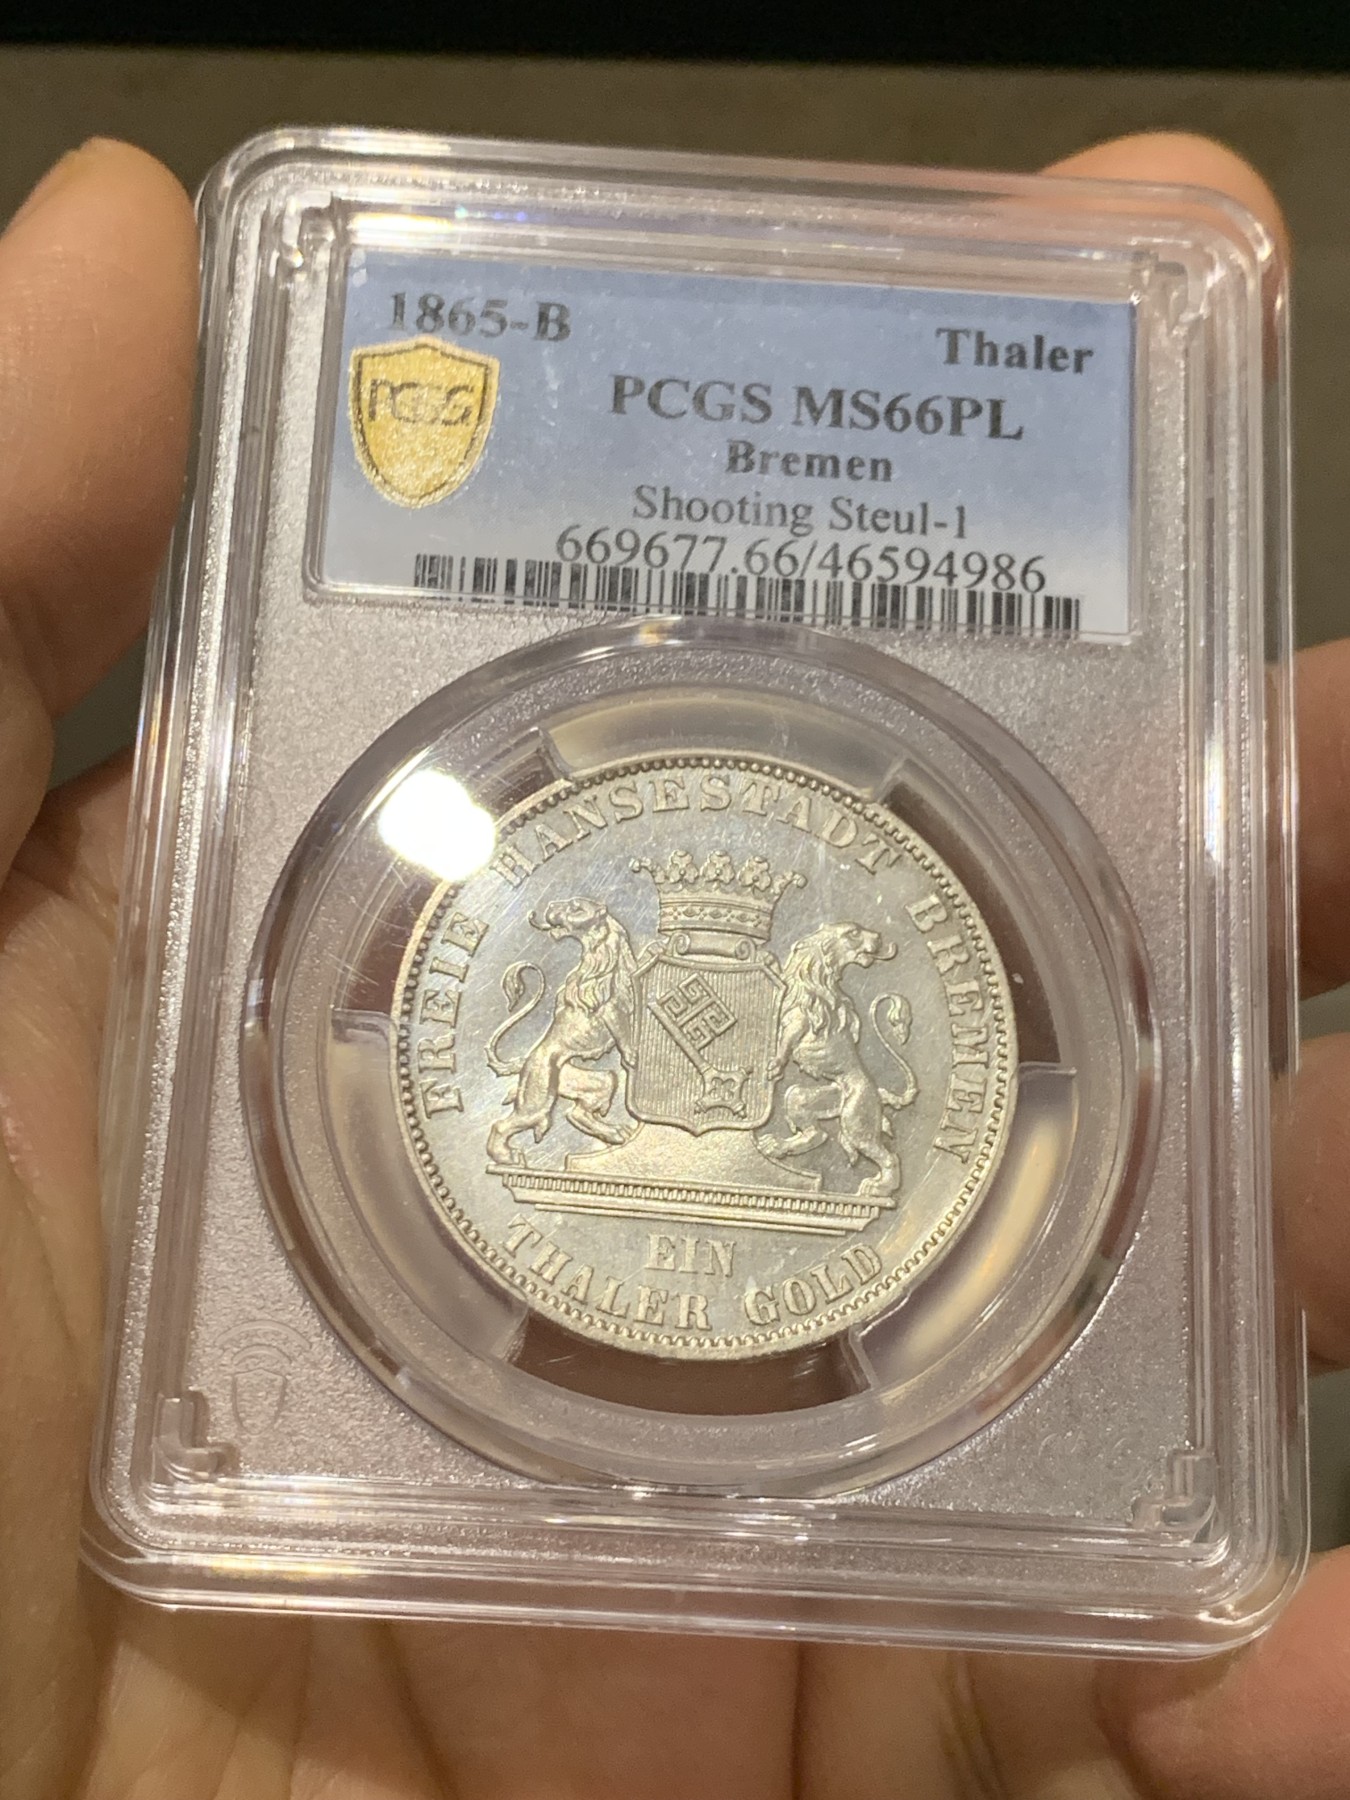 1865-B
Thaler
PCGS
PCGS MS66PL
Bremen
Shooting Steul-1
669677.66/46594986
FREIE HANSESTADT BREMEN
EIN
THALER GOLD